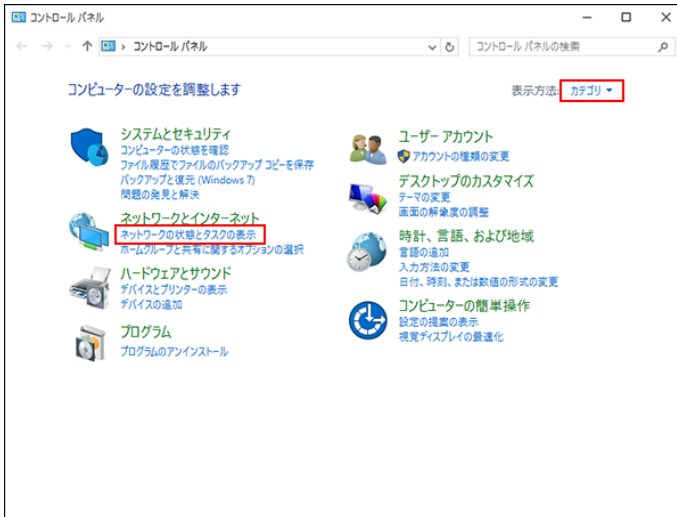 コントロール パネル
コントロール パネル
コントロール パネルの検索
コンピューターの設定を調整します
表示方法: カテゴリ
システムとセキュリティ
コンピューターの状態を確認
ファイル履歴でファイルのバックアップ コピーを保存
バックアップと復元 (Windows 7)
問題の発見と解決
ネットワークとインターネット
ネットワークの状態とタスクの表示
ホームグループと共有に関するオプションの選択
ハードウェアとサウンド
デバイスとプリンターの表示
デバイスの追加
プログラム
プログラムのアンインストール
ユーザー アカウント
アカウントの種類の変更
デスクトップのカスタマイズ
テーマの変更
画面の解像度の調整
時計、言語、および地域
言語の追加
入力方法の変更
日付、時刻、または数値の形式の変更
コンピューターの簡単操作
設定の提案の表示
視覚ディスプレイの最適化